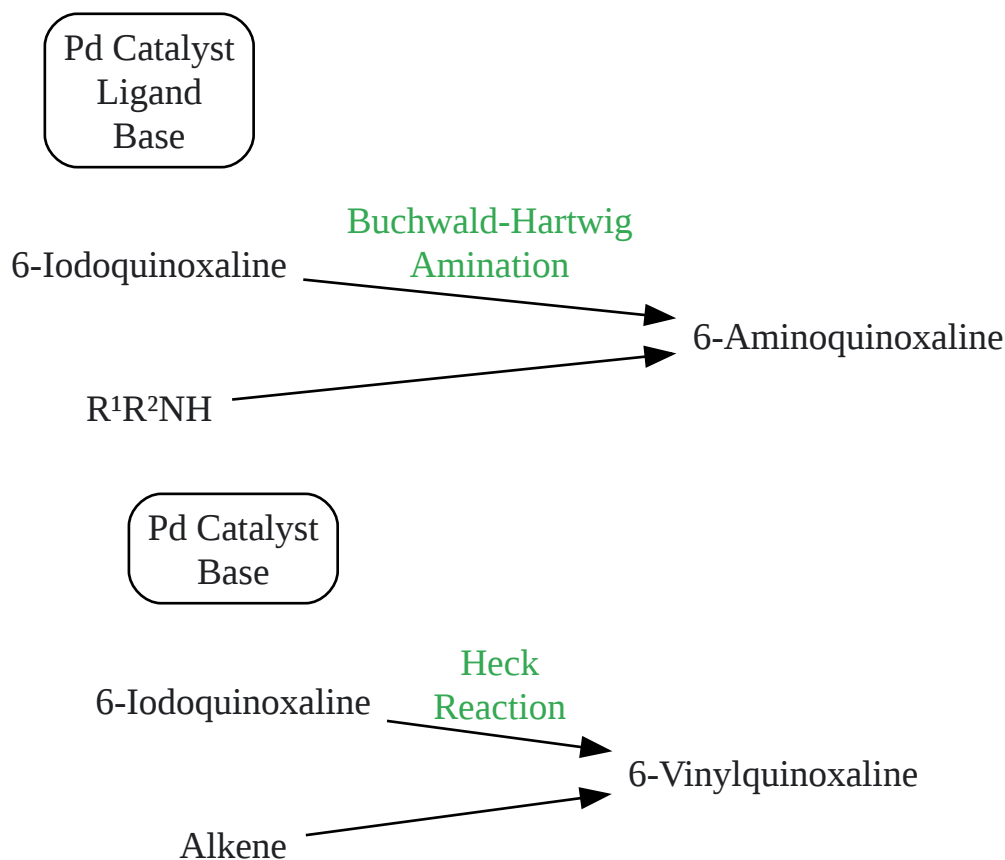 Pd Catalyst
Ligand
Base
Buchwald-Hartwig
Amination
6-Iodoquinoxaline
6-Aminoquinoxaline
R¹R²NH
Pd Catalyst
Base
Heck
Reaction
6-Iodoquinoxaline
6-Vinylquinoxaline
Alkene